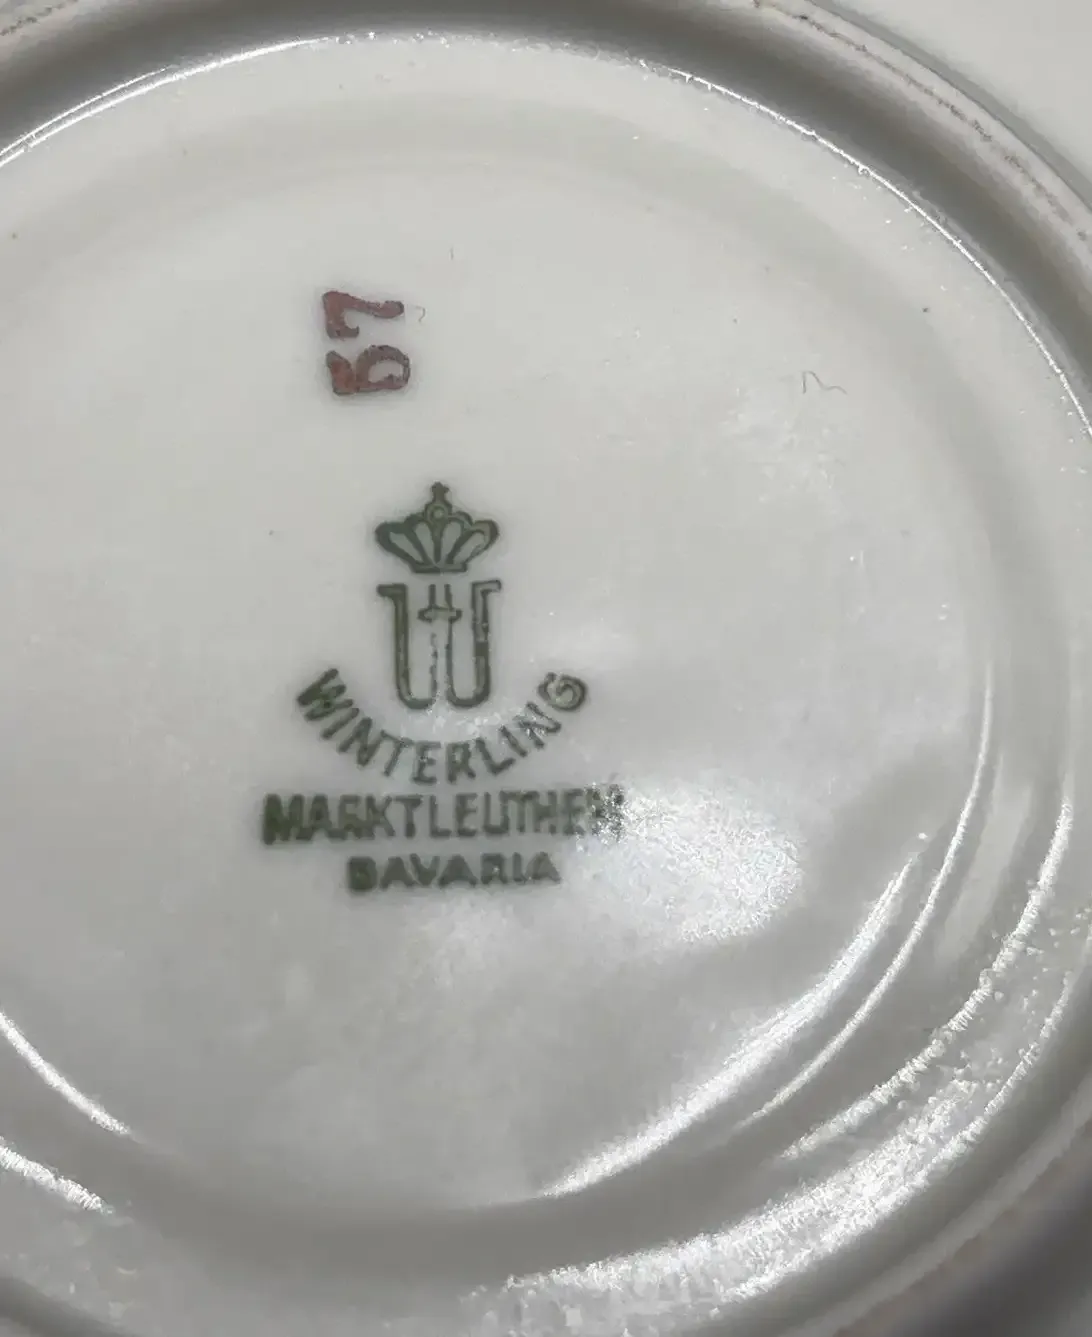 57
W
WINTERLING
MARKTLEUTHEN
BAVARIA